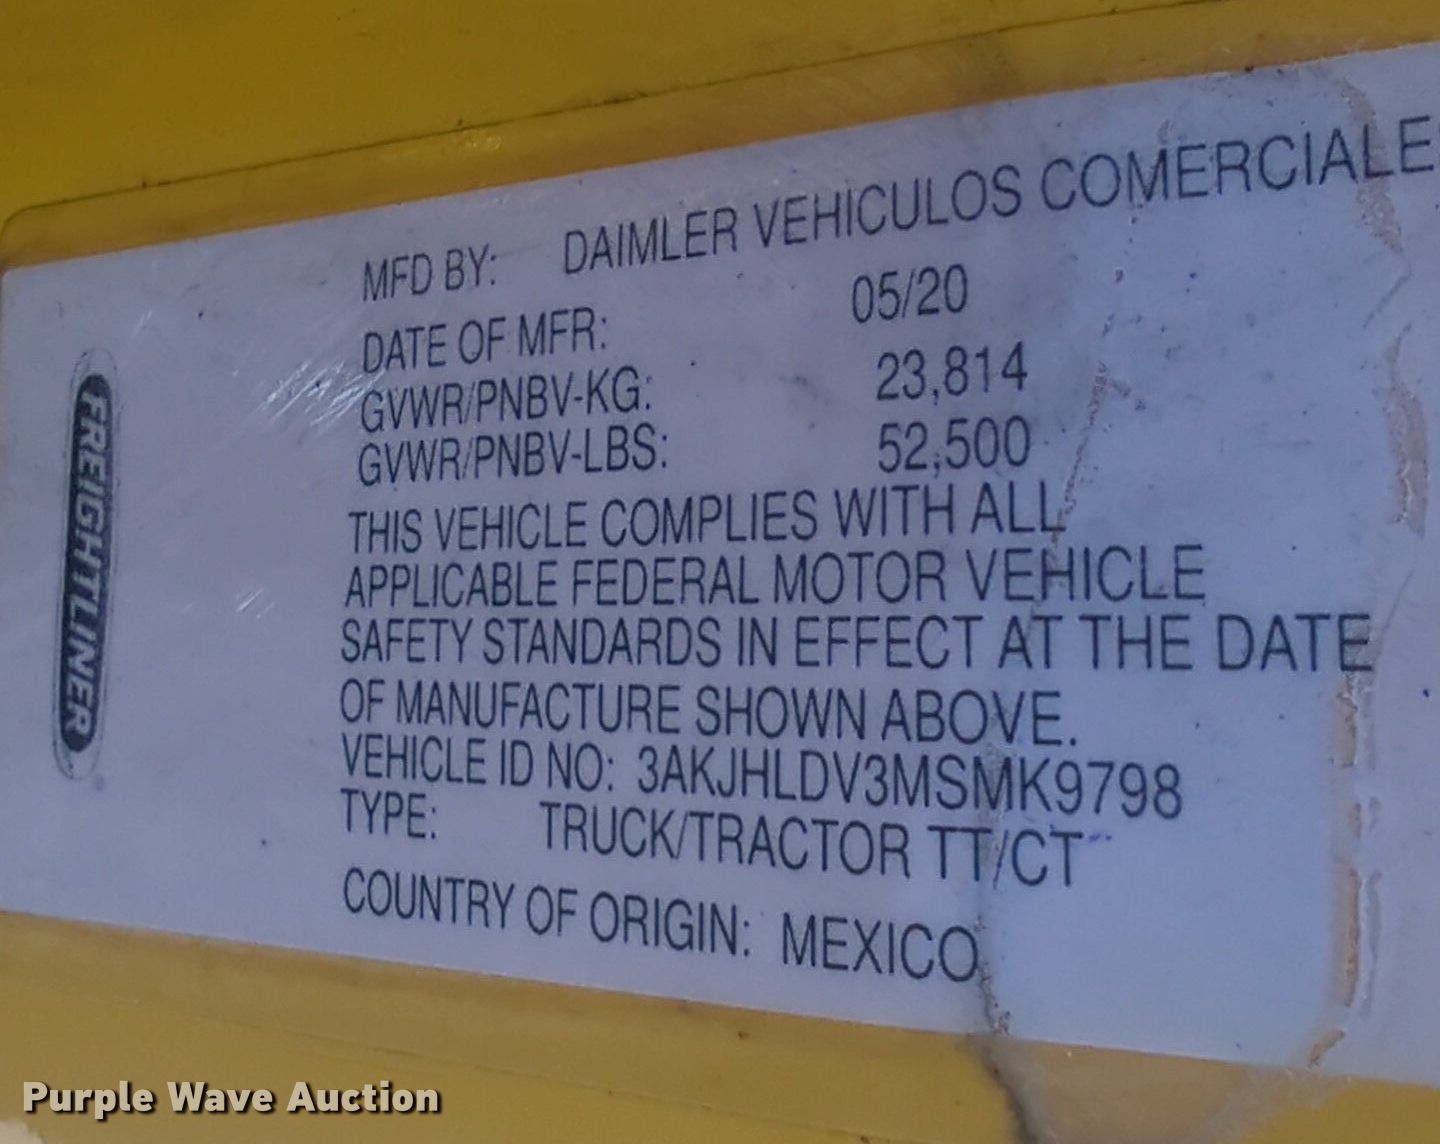 FREIGHTLINER
MFD BY: DAIMLER VEHICULOS COMERCIALES
DATE OF MFR: 05/20
GVWR/PNBV-KG: 23,814
GVWR/PNBV-LBS: 52,500
THIS VEHICLE COMPLIES WITH ALL
APPLICABLE FEDERAL MOTOR VEHICLE
SAFETY STANDARDS IN EFFECT AT THE DATE
OF MANUFACTURE SHOWN ABOVE.
VEHICLE ID NO: 3AKJHLDV3MSMK9798
TYPE: TRUCK/TRACTOR TT/CT
COUNTRY OF ORIGIN: MEXICO
Purple Wave Auction